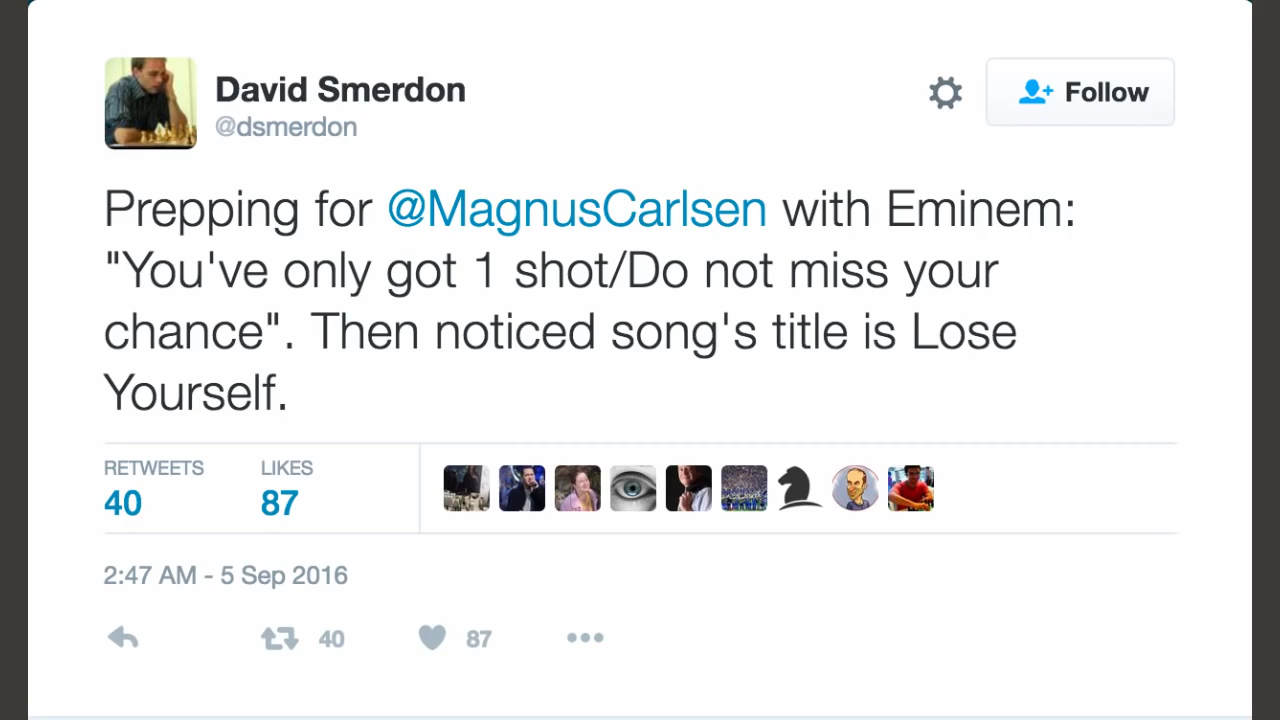 David Smerdon
@dsmerdon
Follow
Prepping for @MagnusCarlsen with Eminem:
"You've only got 1 shot/Do not miss your
chance". Then noticed song's title is Lose
Yourself.
RETWEETS LIKES
40 87
2:47 AM - 5 Sep 2016
40 87